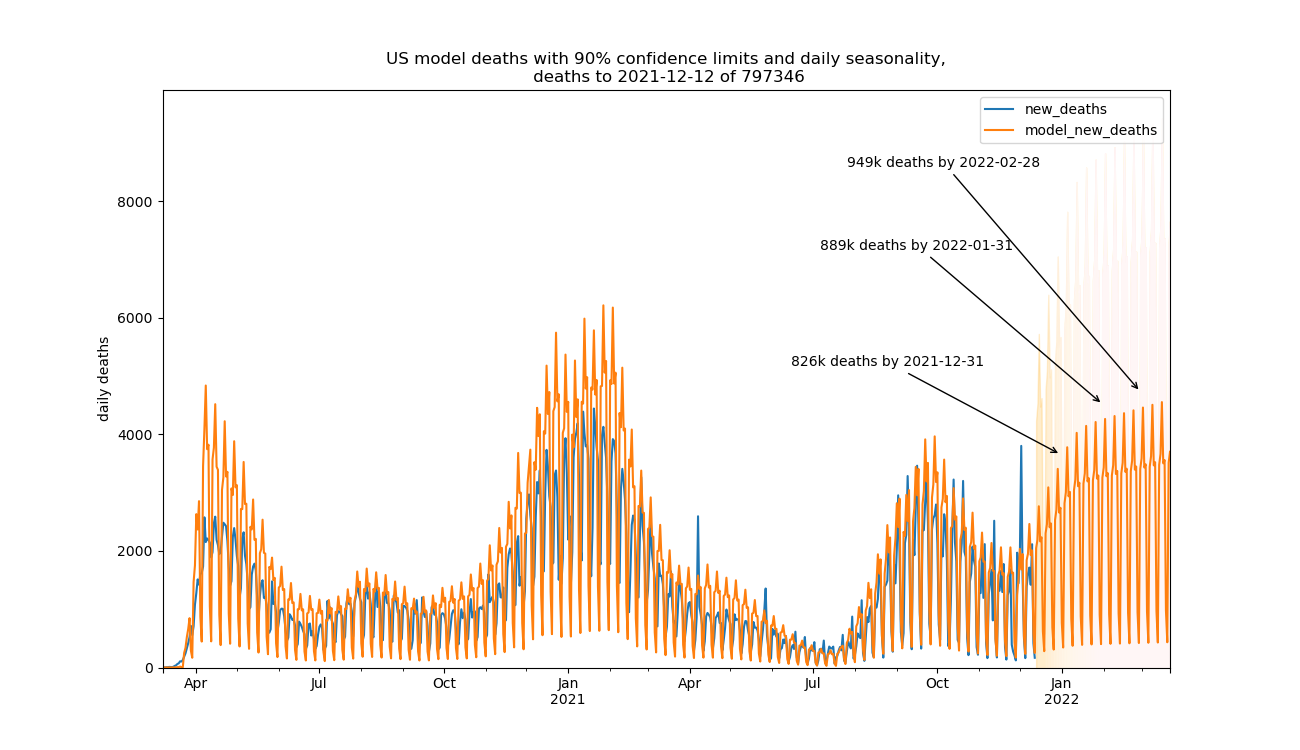 US model deaths with 90% confidence limits and daily seasonality,
deaths to 2021-12-12 of 797346
new_deaths
model_new_deaths
949k deaths by 2022-02-28
889k deaths by 2022-01-31
826k deaths by 2021-12-31
daily deaths
8000
6000
4000
2000
0
Apr
Jul
Oct
Jan
2021
Apr
Jul
Oct
Jan
2022